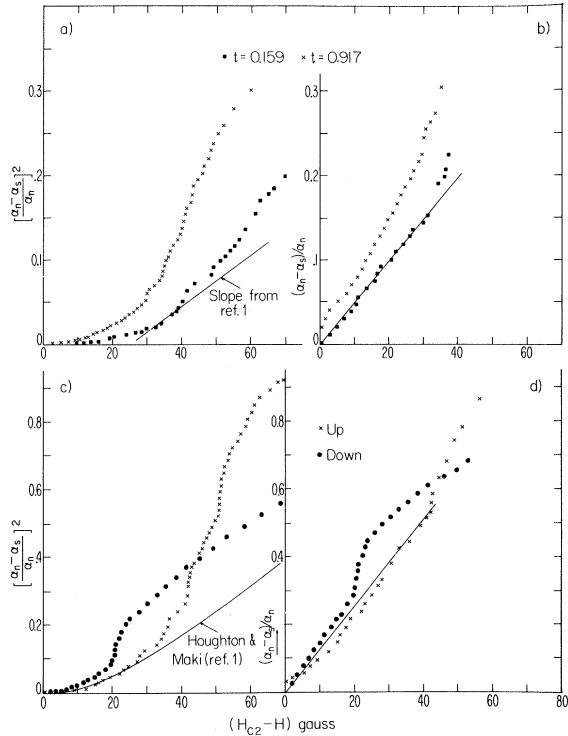 a)
b)
• t=0.159 × t=0.917
0.3
0.2
0.1
0
[αn-αs/αn]²
Slope from
ref. 1
0 20 40 60
0.3
0.2
0.1
0
(αn-αs)/αn
0 20 40 60
c)
d)
0.8
0.6
0.4
0.2
0
[αn-αs/αn]²
Houghton &
Maki (ref. 1)
0 20 40 60
× Up
• Down
0.8
0.6
0.4
0.2
(αn-αs)/αn
0 20 40 60 80
(HC2-H) gauss